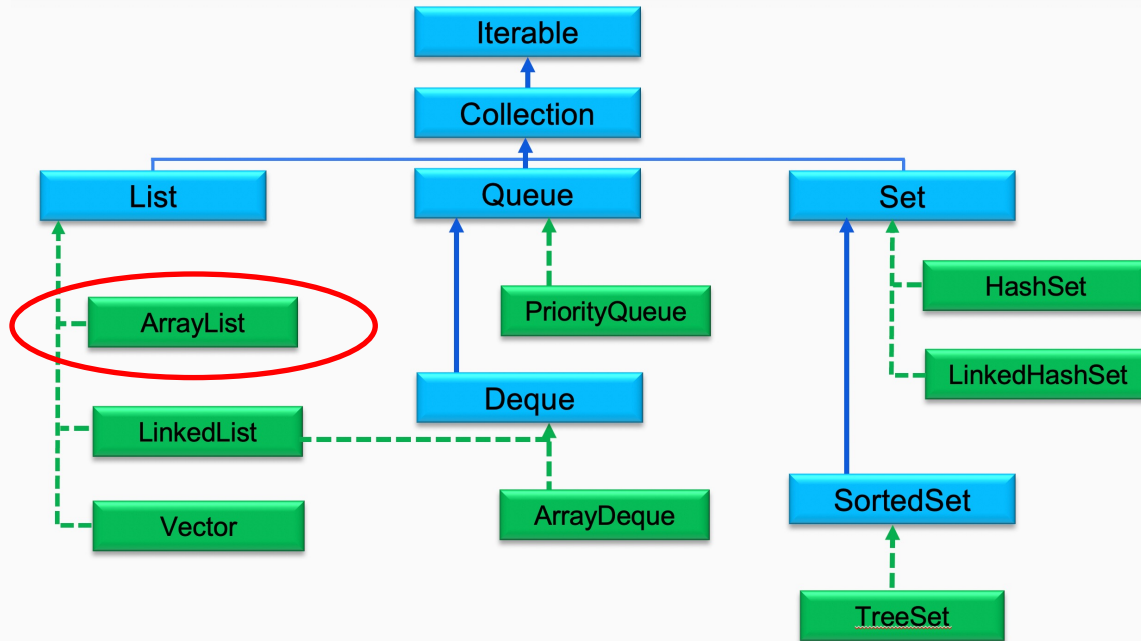 Iterable
Collection
List
Queue
Set
ArrayList
PriorityQueue
HashSet
LinkedHashSet
Deque
LinkedList
SortedSet
Vector
ArrayDeque
TreeSet